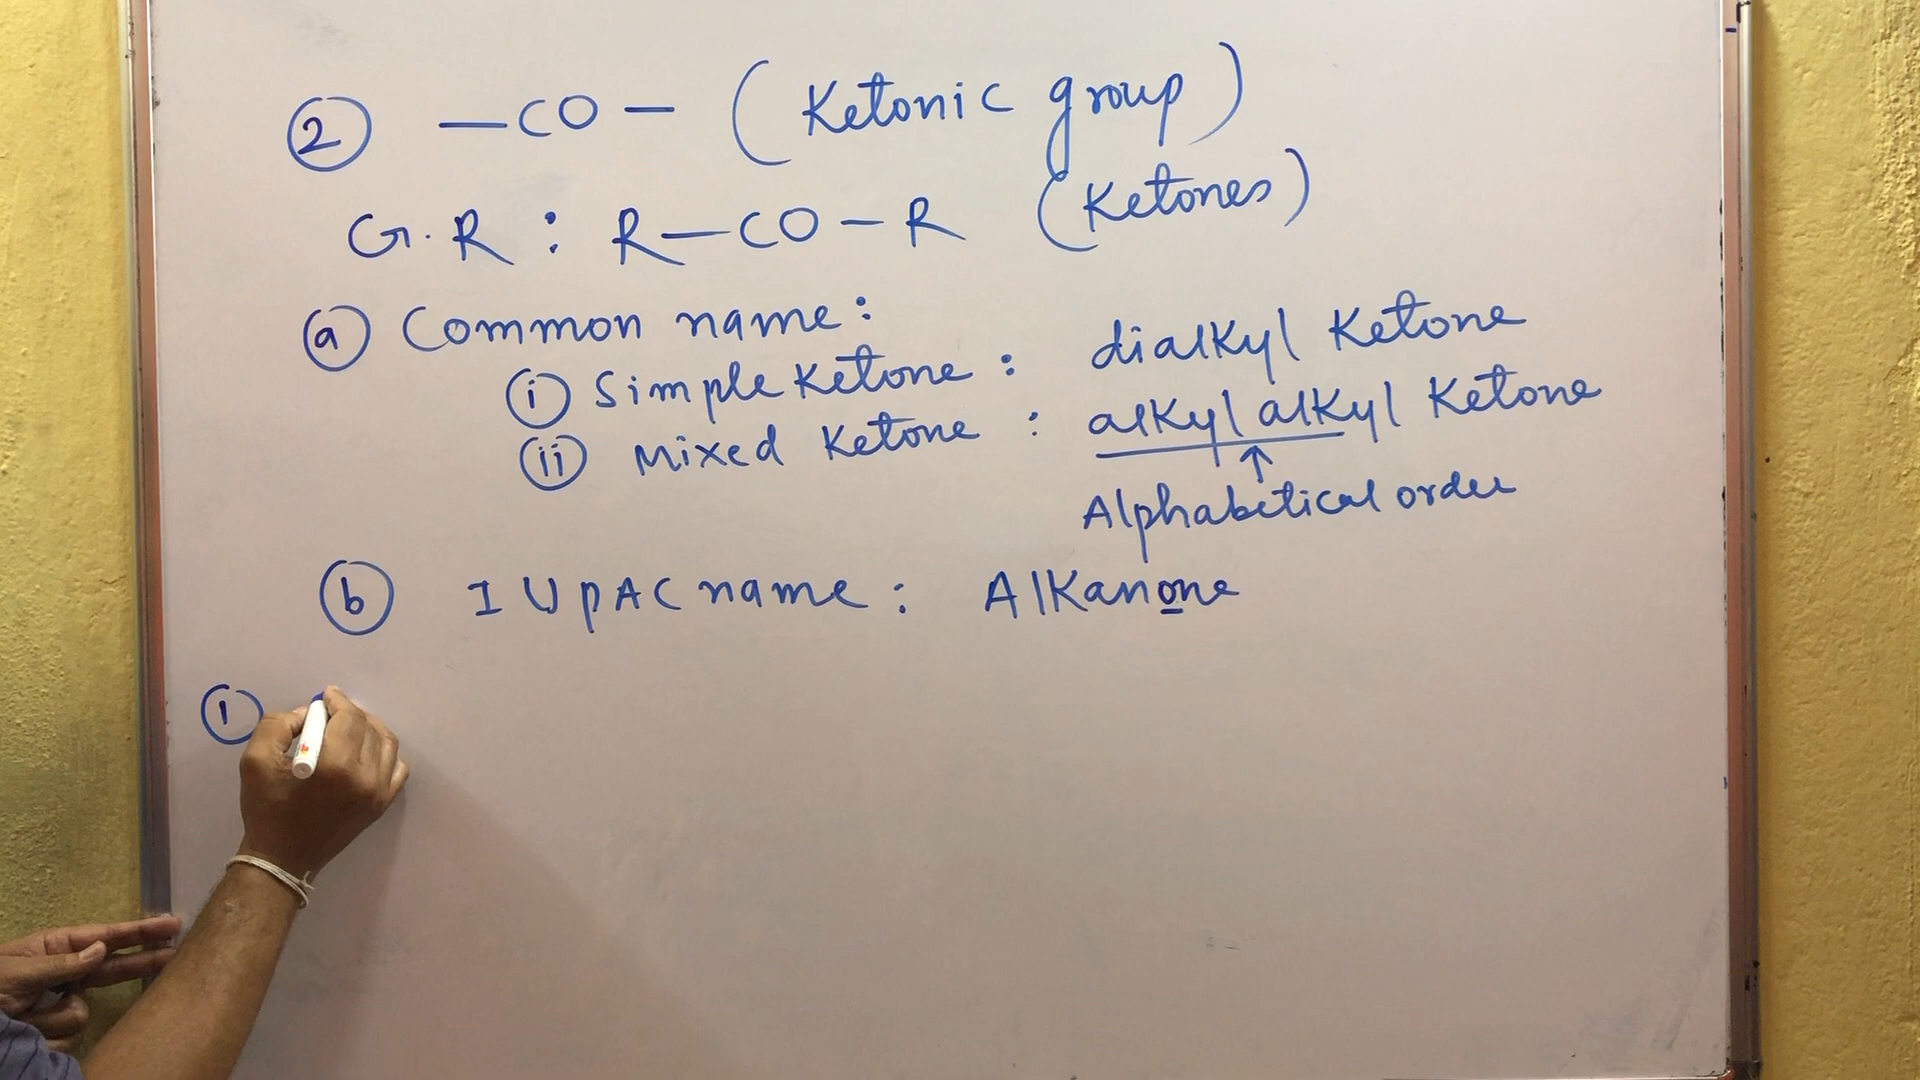 ② —CO— (Ketonic group)
G.R : R—CO—R (Ketones)
ⓐ Common name:
ⓘ Simple Ketone : dialkyl Ketone
(ii) Mixed Ketone : alkyl alkyl Ketone
↑
Alphabetical order
ⓑ IUPAC name: Alkanone
①